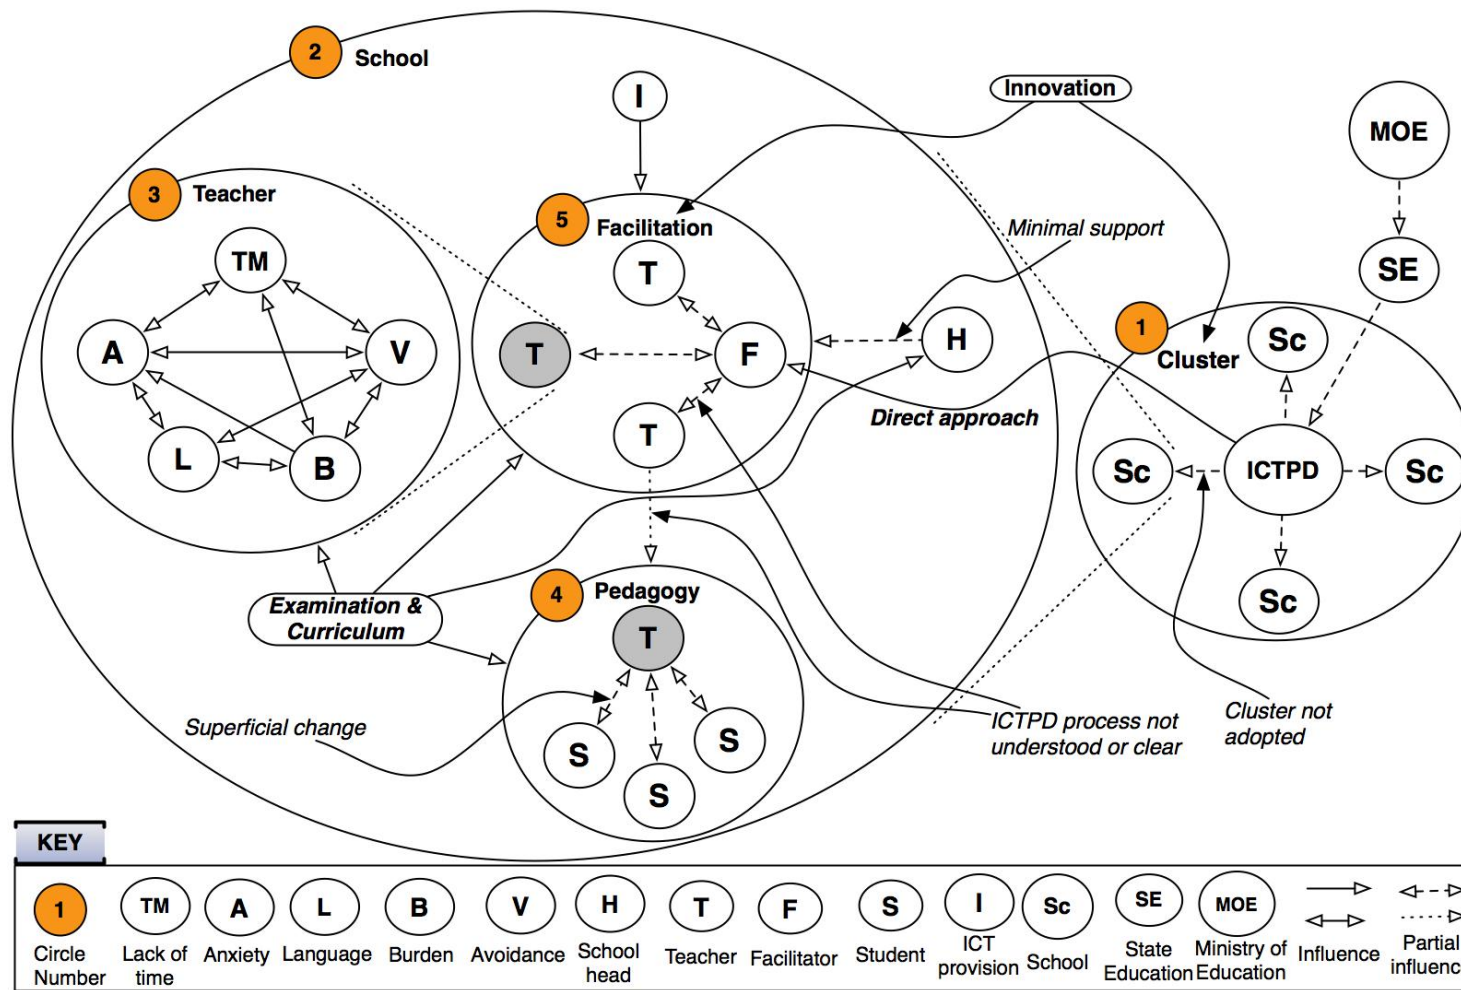 2
School
I
Innovation
MOE
3
Teacher
5
Facilitation
Minimal support
TM
T
SE
A
V
T
F
H
1
Cluster
Sc
Direct approach
L
B
T
Sc
ICTPD
Sc
4
Pedagogy
Sc
Examination &
Curriculum
T
Superficial change
S
S
S
ICTPD process not
understood or clear
Cluster not
adopted
KEY
1
TM
A
L
B
V
H
T
F
S
I
Sc
SE
MOE
Circle
Number
Lack of
time
Anxiety
Language
Burden
Avoidance
School
head
Teacher
Facilitator
Student
ICT
provision
School
State
Education
Ministry of
Education
Influence
Partial
influenc